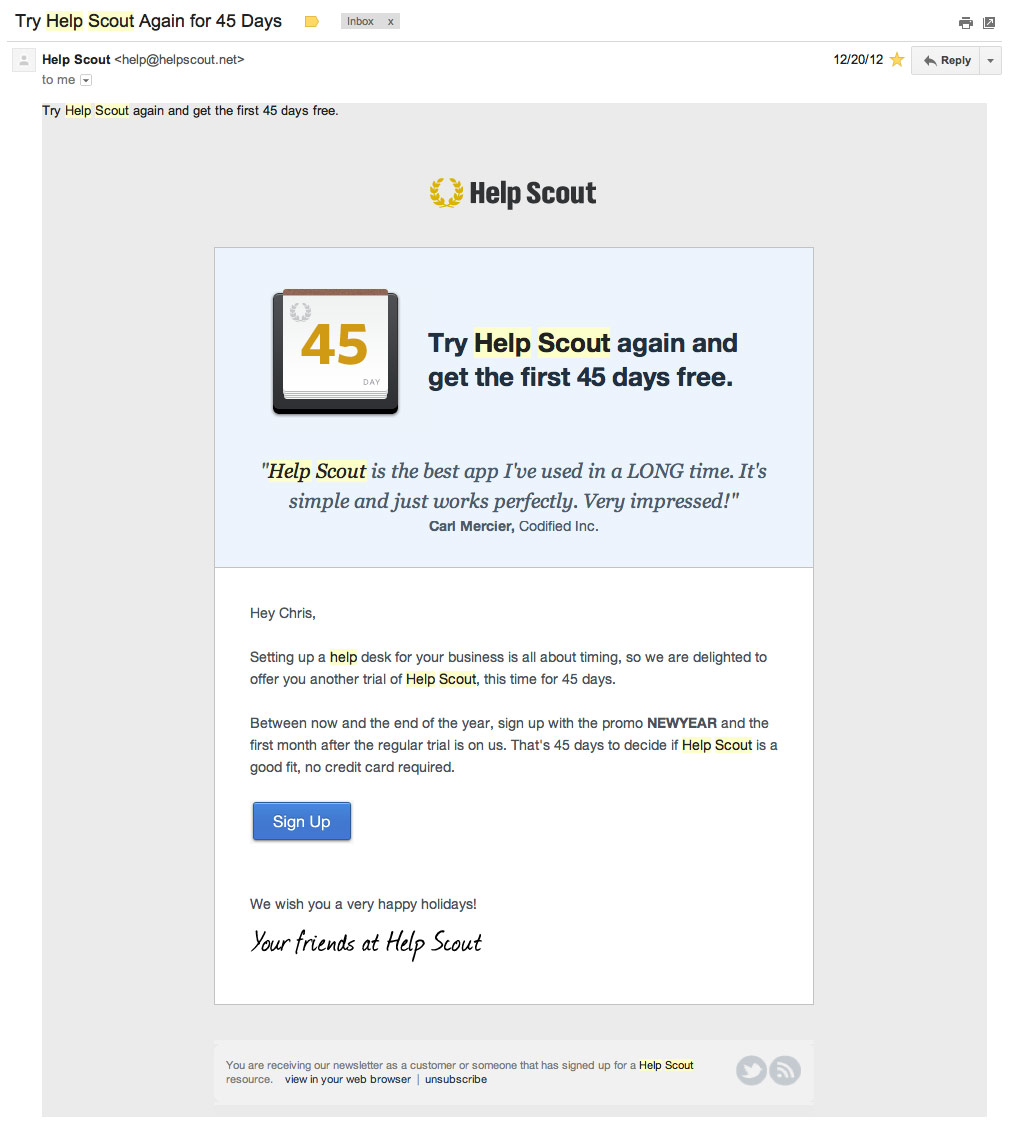 Try Help Scout Again for 45 Days
Inbox x
Help Scout <help@helpscout.net>
12/20/12
Reply
to me
Try Help Scout again and get the first 45 days free.
Help Scout
45
DAY
Try Help Scout again and
get the first 45 days free.
"Help Scout is the best app I've used in a LONG time. It's
simple and just works perfectly. Very impressed!"
Carl Mercier, Codified Inc.
Hey Chris,
Setting up a help desk for your business is all about timing, so we are delighted to
offer you another trial of Help Scout, this time for 45 days.
Between now and the end of the year, sign up with the promo NEWYEAR and the
first month after the regular trial is on us. That's 45 days to decide if Help Scout is a
good fit, no credit card required.
Sign Up
We wish you a very happy holidays!
Your friends at Help Scout
You are receiving our newsletter as a customer or someone that has signed up for a Help Scout
resource. view in your web browser | unsubscribe